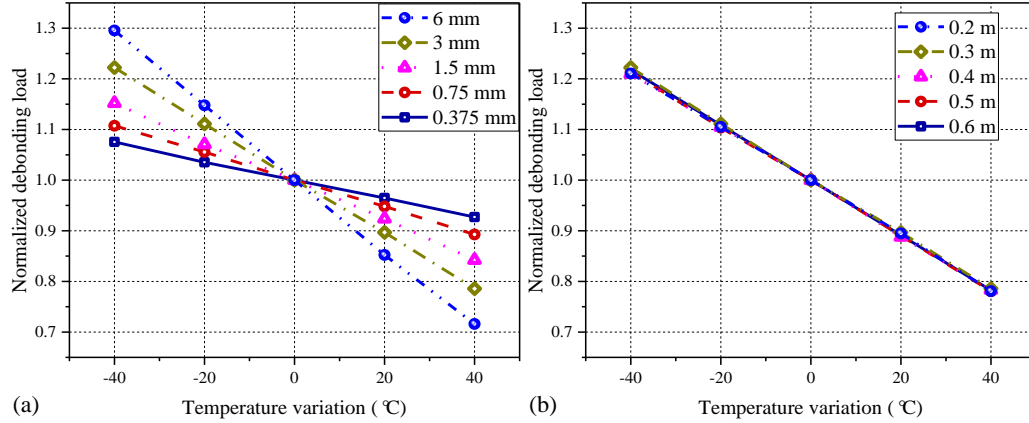 1.3
1.2
1.1
1.0
0.9
0.8
0.7
Normalized debonding load
6 mm
3 mm
1.5 mm
0.75 mm
0.375 mm
-40
-20
0
20
40
(a)
Temperature variation ( ℃)
1.3
1.2
1.1
1.0
0.9
0.8
0.7
Normalized debonding load
0.2 m
0.3 m
0.4 m
0.5 m
0.6 m
-40
-20
0
20
40
(b)
Temperature variation ( ℃)